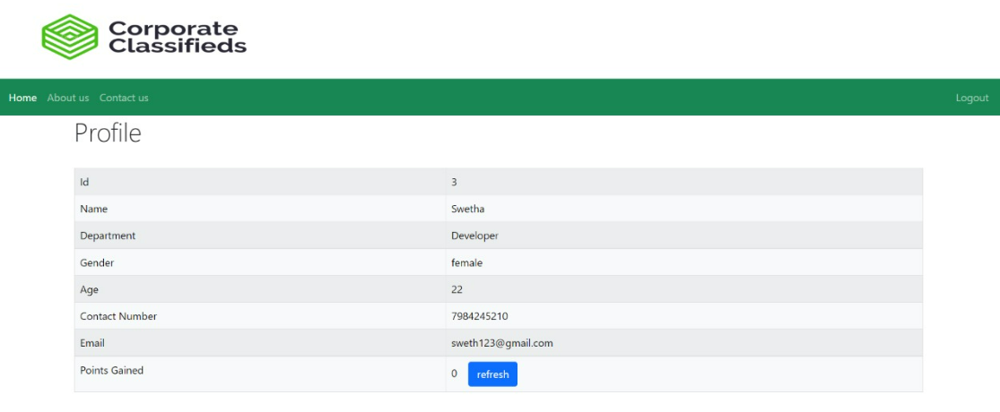 Corporate
Classifieds
Home About us Contact us Logout
Profile
Id 3
Name Swetha
Department Developer
Gender female
Age 22
Contact Number 7984245210
Email sweth123@gmail.com
Points Gained 0 refresh